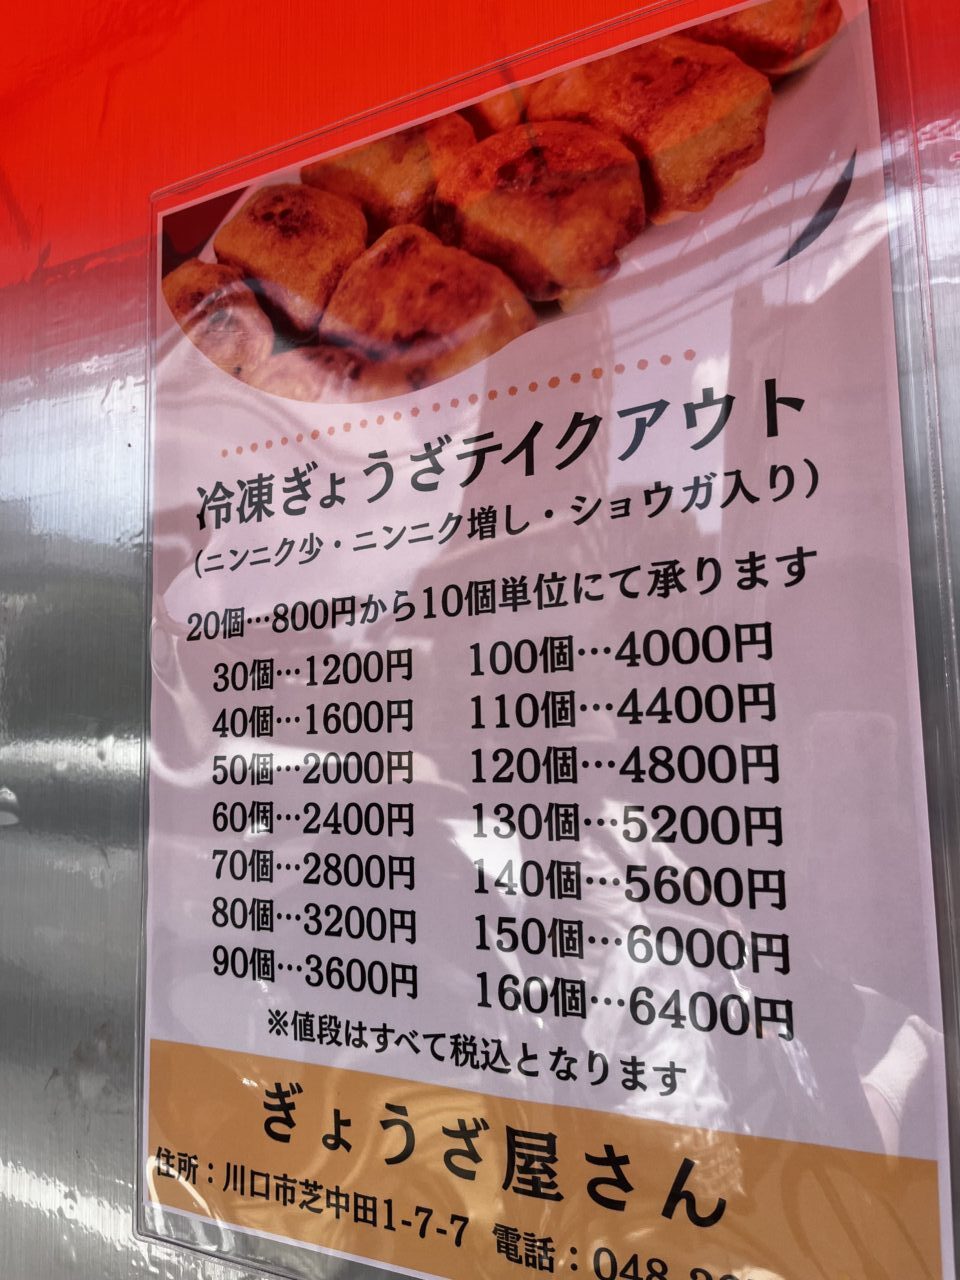 冷凍ぎょうざテイクアウト
(ニンニク少・ニンニク増し・ショウガ入り)
20個…800円から10個単位にて承ります
30個…1200円
40個…1600円
50個…2000円
60個…2400円
70個…2800円
80個…3200円
90個…3600円
100個…4000円
110個…4400円
120個…4800円
130個…5200円
140個…5600円
150個…6000円
160個…6400円
※値段はすべて税込となります
ぎょうざ屋さん
住所：川口市芝中田1-7-7 電話：048